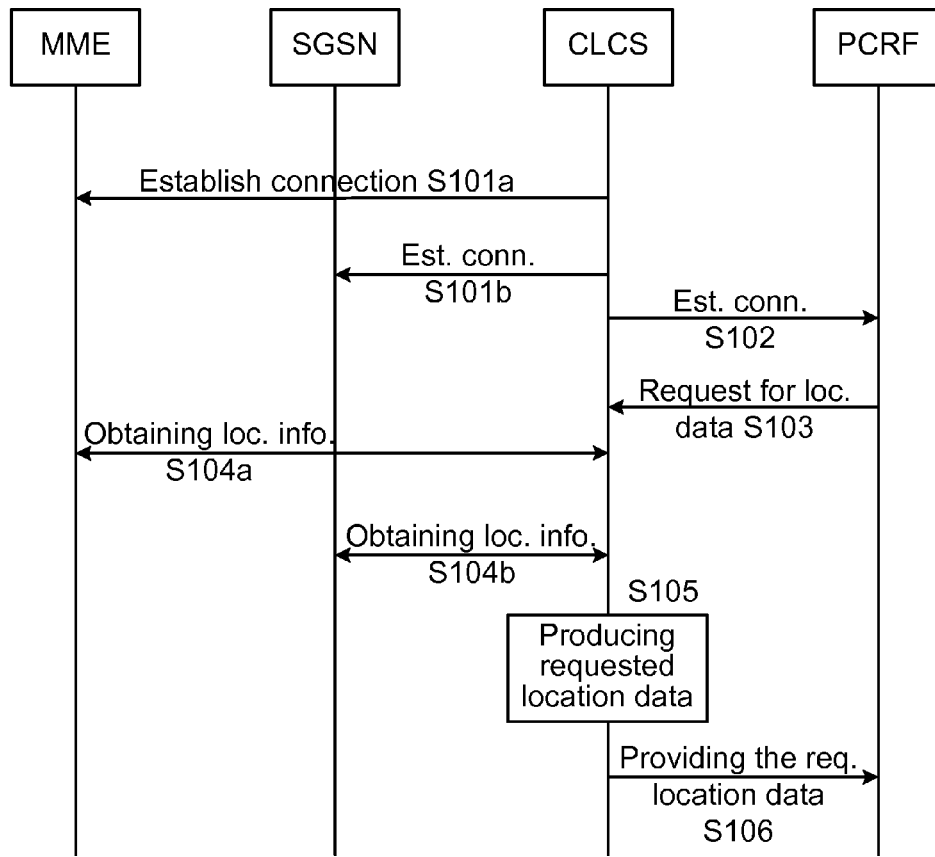 MME
SGSN
CLCS
PCRF
Establish connection S101a
Est. conn.
S101b
Est. conn.
S102
Request for loc.
data S103
Obtaining loc. info.
S104a
Obtaining loc. info.
S104b
S105
Producing
requested
location data
Providing the req.
location data
S106